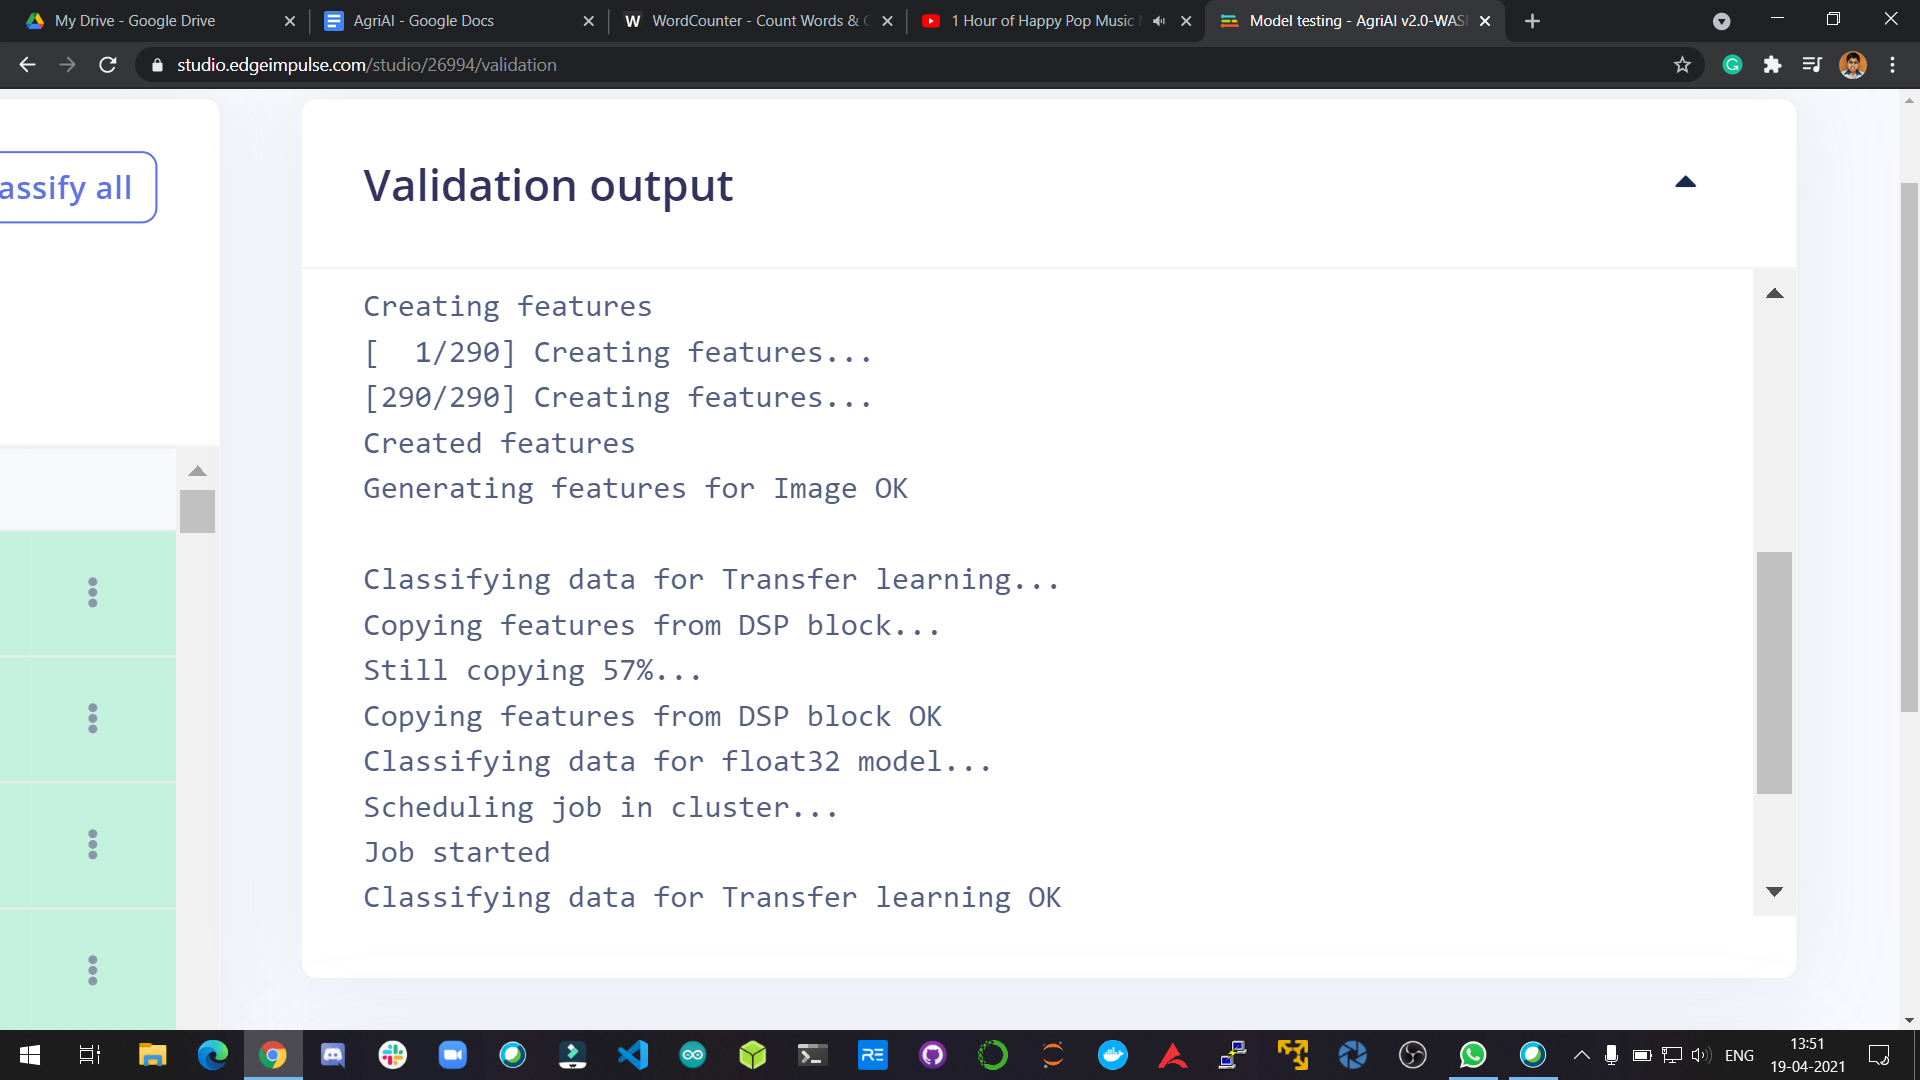 My Drive - Google Drive
AgriAI - Google Docs
W WordCounter - Count Words &
1 Hour of Happy Pop Music
Model testing - AgriAI v2.0-WAS
studio.edgeimpulse.com/studio/26994/validation
assify all
Validation output
Creating features
[  1/290] Creating features...
[290/290] Creating features...
Created features
Generating features for Image OK
Classifying data for Transfer learning...
Copying features from DSP block...
Still copying 57%...
Copying features from DSP block OK
Classifying data for float32 model...
Scheduling job in cluster...
Job started
Classifying data for Transfer learning OK
RE
ENG
13:51
19-04-2021